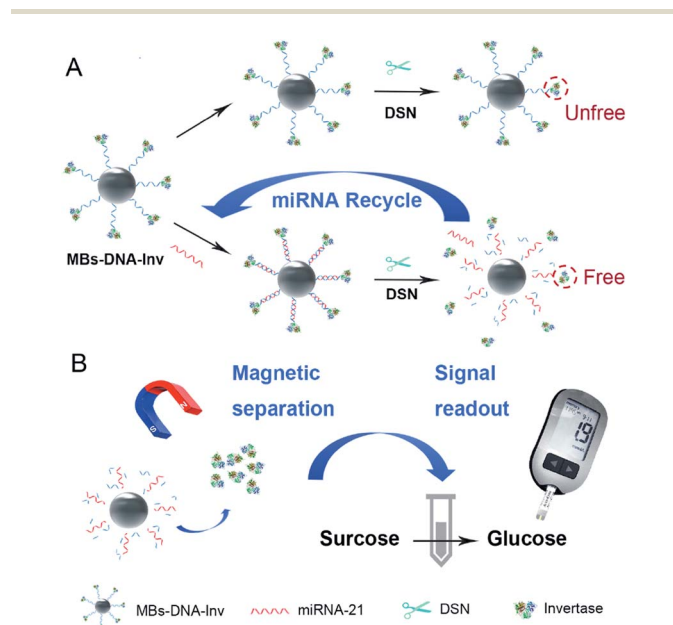 A
DSN
Unfree
miRNA Recycle
MBs-DNA-Inv
DSN
Free
B
Magnetic
separation
Signal
readout
Surcose
Glucose
MBs-DNA-Inv
miRNA-21
DSN
Invertase